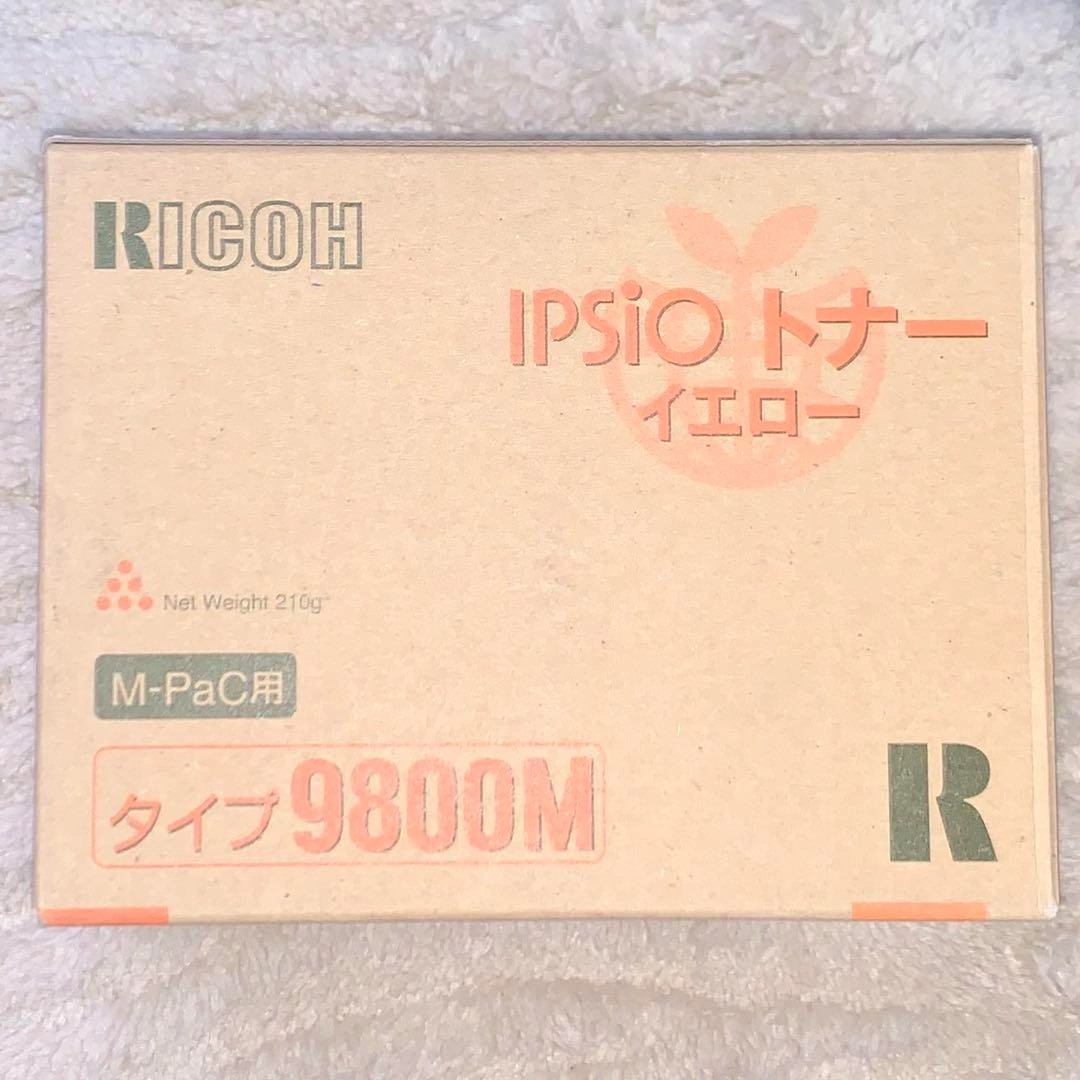 RICOH
IPSiO トナー
イエロー
Net Weight 210g
M-PaC用
タイプ 9800M
R